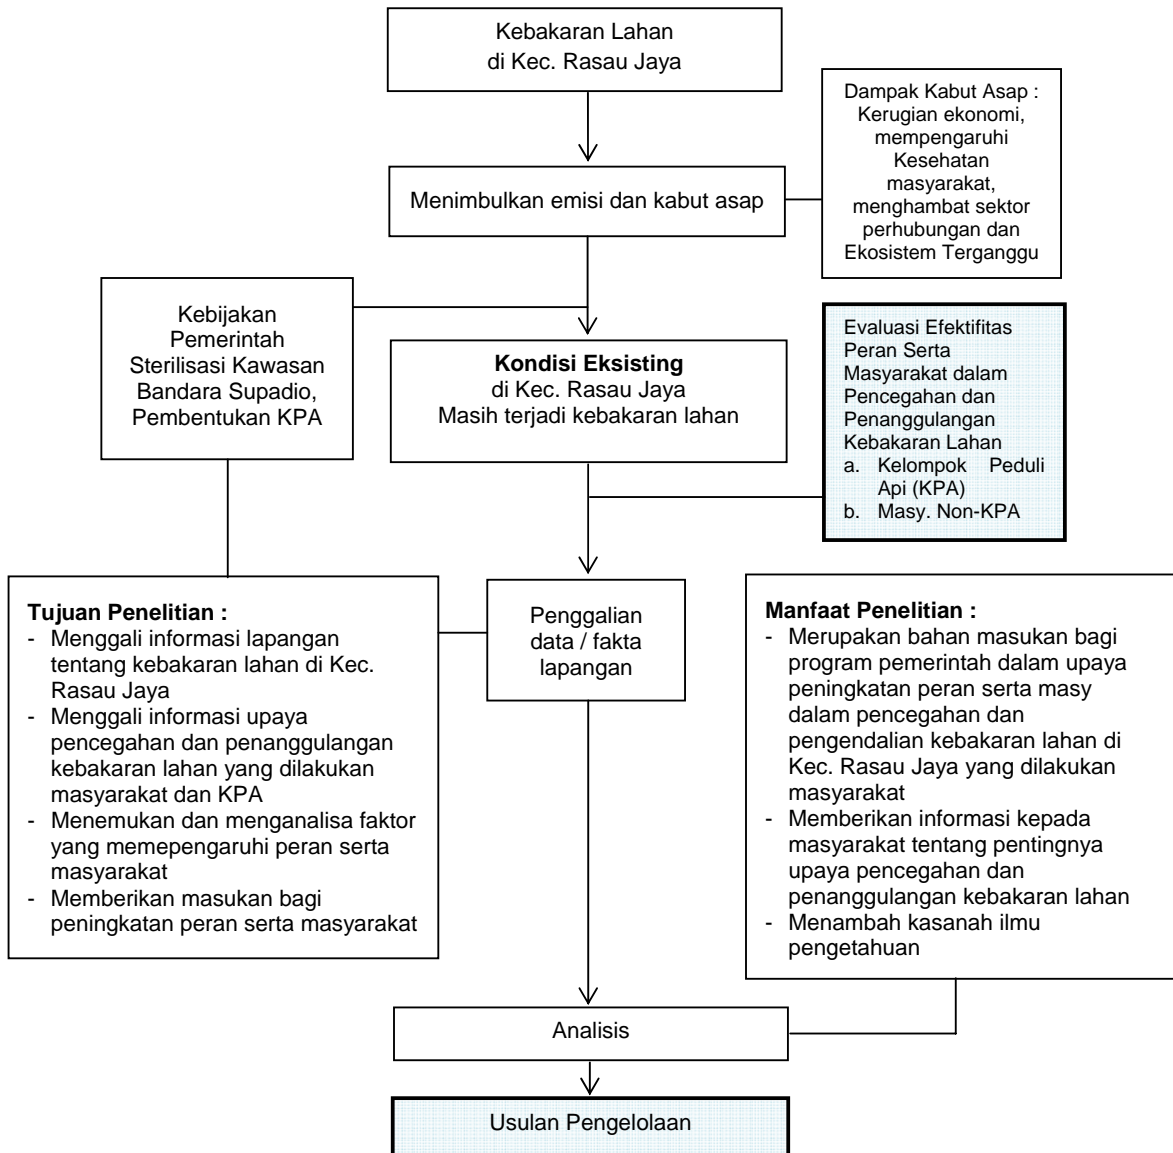 Kebakaran Lahan
di Kec. Rasau Jaya
Dampak Kabut Asap :
Kerugian ekonomi,
mempengaruhi
Kesehatan
masyarakat,
menghambat sektor
perhubungan dan
Ekosistem Terganggu
Menimbulkan emisi dan kabut asap
Kebijakan
Pemerintah
Sterilisasi Kawasan
Bandara Supadio,
Pembentukan KPA
Kondisi Eksisting
di Kec. Rasau Jaya
Masih terjadi kebakaran lahan
Evaluasi Efektifitas
Peran Serta
Masyarakat dalam
Pencegahan dan
Penanggulangan
Kebakaran Lahan
a. Kelompok Peduli
Api (KPA)
b. Masy. Non-KPA
Tujuan Penelitian :
- Menggali informasi lapangan
tentang kebakaran lahan di Kec.
Rasau Jaya
- Menggali informasi upaya
pencegahan dan penanggulangan
kebakaran lahan yang dilakukan
masyarakat dan KPA
- Menemukan dan menganalisa faktor
yang memepengaruhi peran serta
masyarakat
- Memberikan masukan bagi
peningkatan peran serta masyarakat
Penggalian
data / fakta
lapangan
Manfaat Penelitian :
- Merupakan bahan masukan bagi
program pemerintah dalam upaya
peningkatan peran serta masy
dalam pencegahan dan
pengendalian kebakaran lahan di
Kec. Rasau Jaya yang dilakukan
masyarakat
- Memberikan informasi kepada
masyarakat tentang pentingnya
upaya pencegahan dan
penanggulangan kebakaran lahan
- Menambah kasanah ilmu
pengetahuan
Analisis
Usulan Pengelolaan